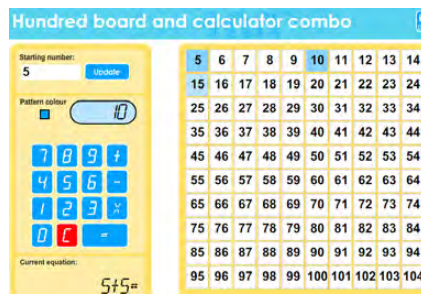 Hundred board and calculator combo
Starting number:
5 Update
Pattern colour
10
7 8 9 +
4 5 6 -
1 2 3 x
0 C =
Current equation:
5+5=
5 6 7 8 9 10 11 12 13 14
15 16 17 18 19 20 21 22 23 24
25 26 27 28 29 30 31 32 33 34
35 36 37 38 39 40 41 42 43 44
45 46 47 48 49 50 51 52 53 54
55 56 57 58 59 60 61 62 63 64
65 66 67 68 69 70 71 72 73 74
75 76 77 78 79 80 81 82 83 84
85 86 87 88 89 90 91 92 93 94
95 96 97 98 99 100 101 102 103 104